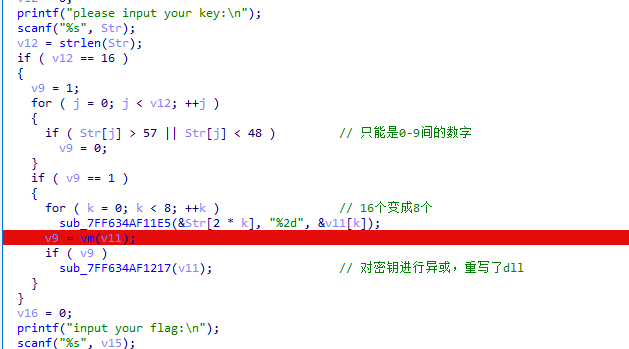 printf("please input your key:\n");
scanf("%s", Str);
v12 = strlen(Str);
if ( v12 == 16 )
{
v9 = 1;
for ( j = 0; j < v12; ++j )
{
if ( Str[j] > 57 || Str[j] < 48 ) // 只能是0-9间的数字
v9 = 0;
}
if ( v9 == 1 )
{
for ( k = 0; k < 8; ++k ) // 16个变成8个
sub_7FF634AF11E5(&Str[2 * k], "%2d", &v11[k]);
v9 = vm(v11);
if ( v9 )
sub_7FF634AF1217(v11); // 对密钥进行异或，重写了dll
}
}
v16 = 0;
printf("input your flag:\n");
scanf("%s", v15);